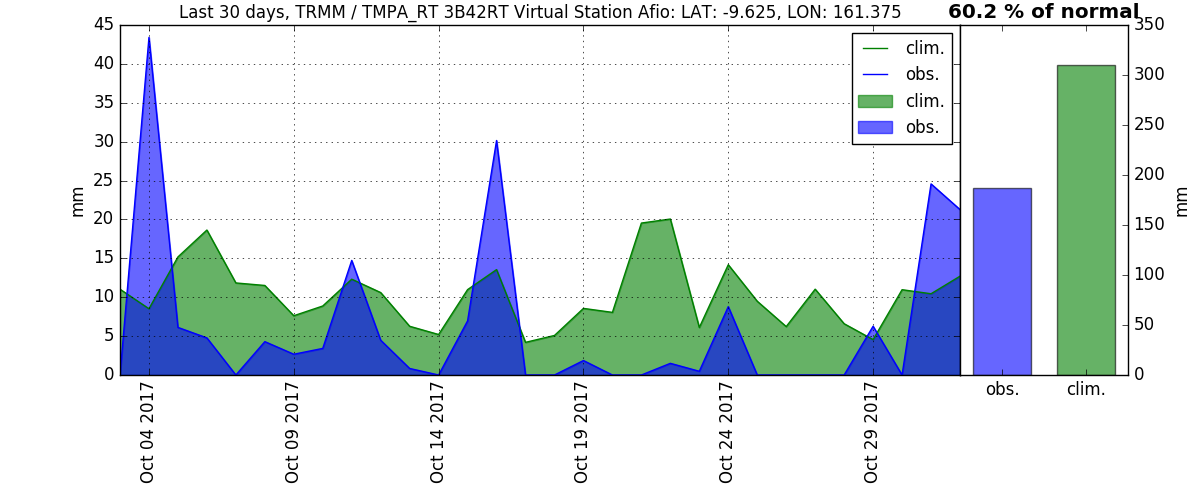 Last 30 days, TRMM / TMPA_RT 3B42RT Virtual Station Afio: LAT: -9.625, LON: 161.375
60.2 % of normal
45
40
35
30
25
20
15
10
5
0
mm
clim.
obs.
clim.
obs.
Oct 04 2017
Oct 09 2017
Oct 14 2017
Oct 19 2017
Oct 24 2017
Oct 29 2017
350
300
250
200
150
100
50
0
mm
obs.
clim.